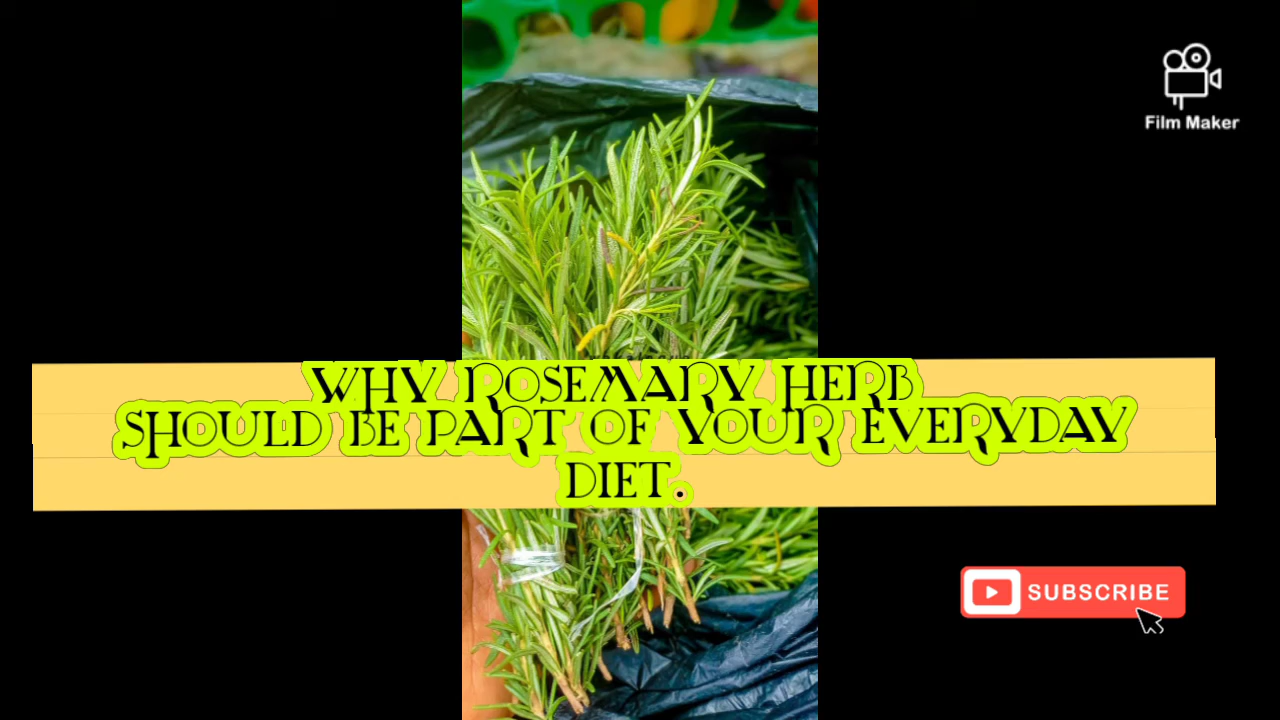 Film Maker
WHY ROSEMARY HERB
SHOULD BE PART OF YOUR EVERYDAY
DIET.
SUBSCRIBE